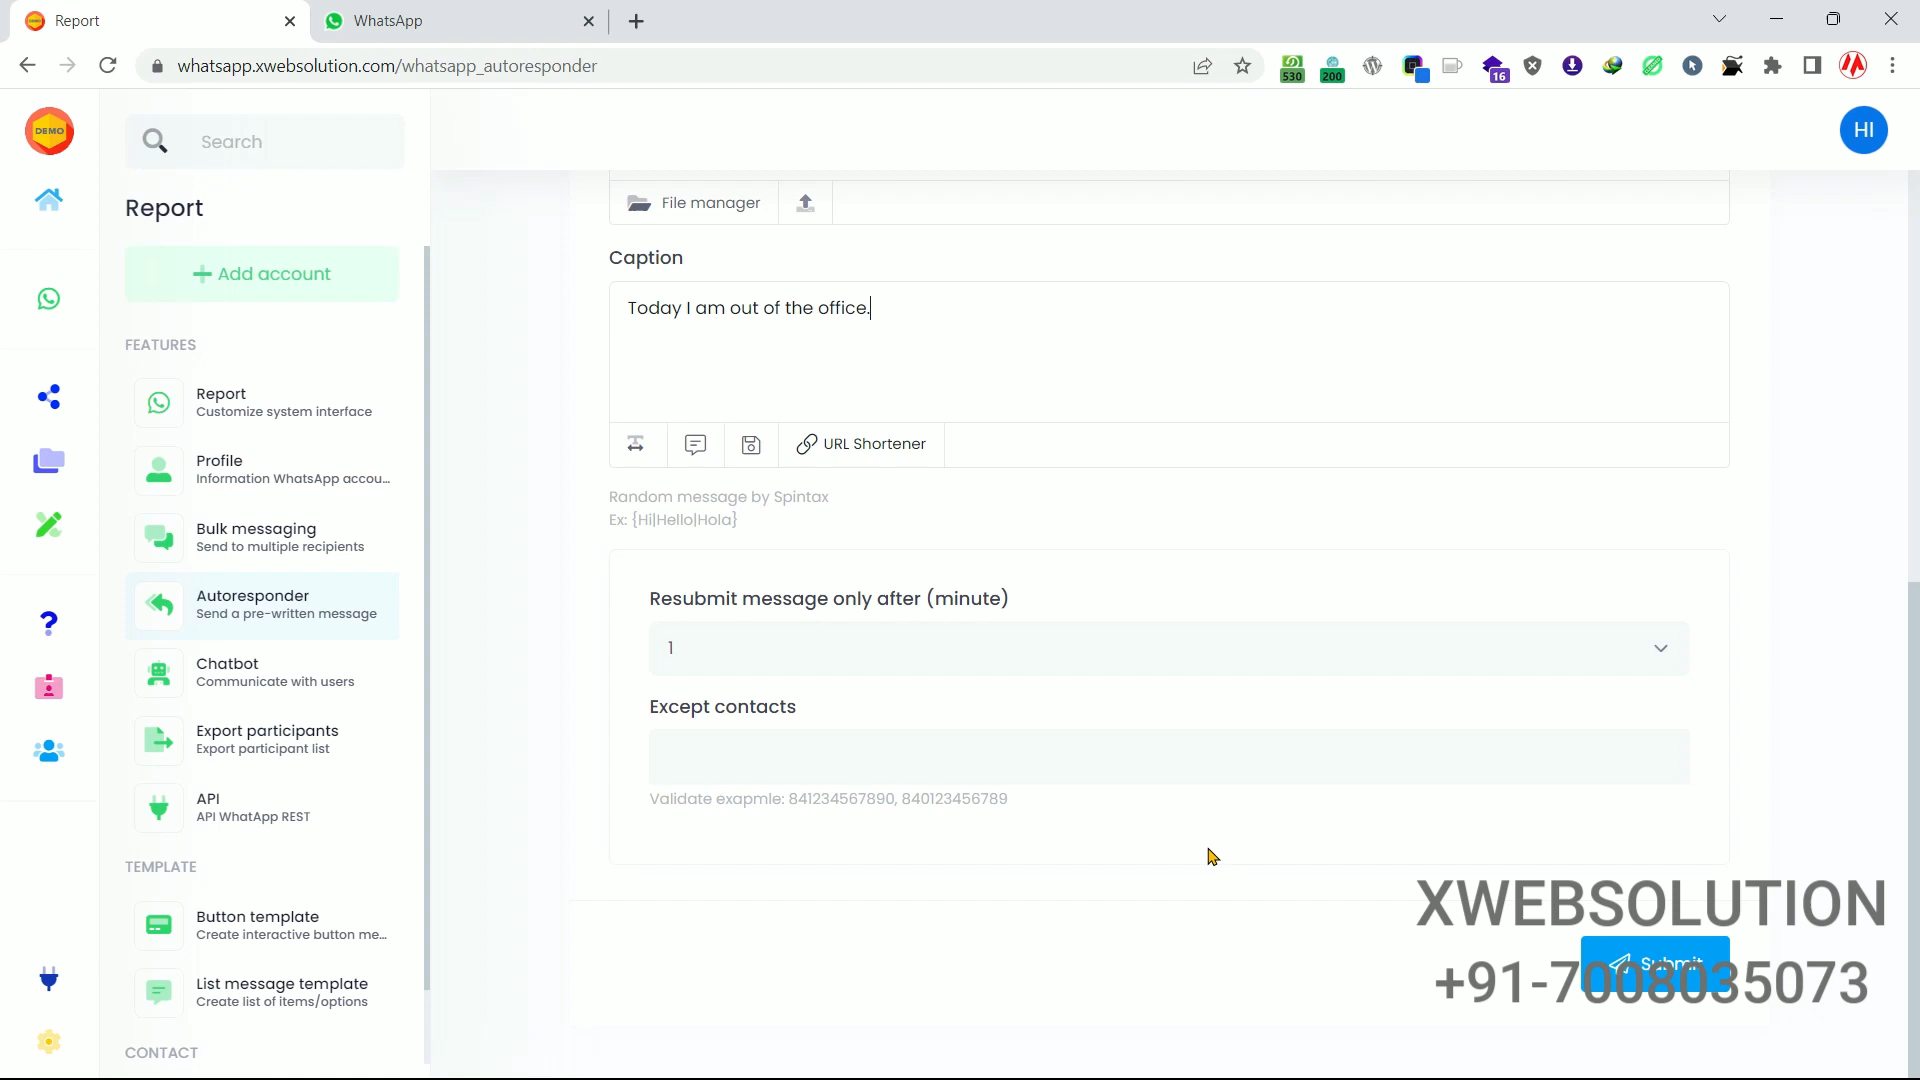 Report
WhatsApp
whatsapp.xwebsolution.com/whatsapp_autoresponder
530
200
16
DEMO
Search
HI
Report
File manager
Caption
Add account
Today I am out of the office.
FEATURES
Report
Customize system interface
URL Shortener
Profile
Information WhatsApp accou...
Random message by Spintax
Ex: {Hi|Hello|Hola}
Bulk messaging
Send to multiple recipients
Autoresponder
Send a pre-written message
Resubmit message only after (minute)
1
Chatbot
Communicate with users
Except contacts
Export participants
Export participant list
Validate exapmle: 841234567890, 840123456789
API
API WhatApp REST
TEMPLATE
Button template
Create interactive button me...
XWEBSOLUTION
Submit
+91-7008035073
List message template
Create list of items/options
CONTACT